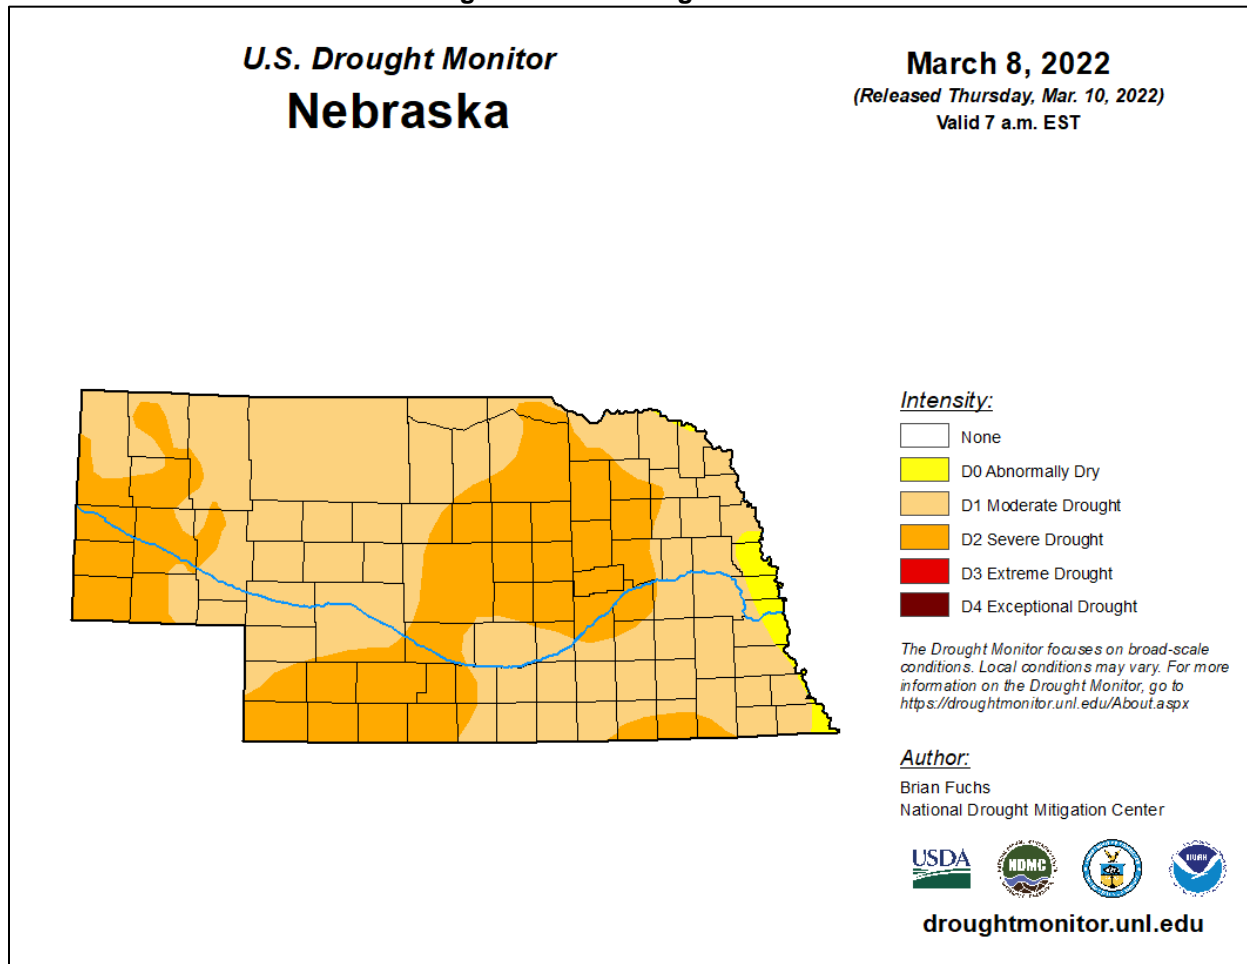 U.S. Drought Monitor
Nebraska
March 8, 2022
(Released Thursday, Mar. 10, 2022)
Valid 7 a.m. EST
Intensity:
None
D0 Abnormally Dry
D1 Moderate Drought
D2 Severe Drought
D3 Extreme Drought
D4 Exceptional Drought
The Drought Monitor focuses on broad-scale
conditions. Local conditions may vary. For more
information on the Drought Monitor, go to
https://droughtmonitor.unl.edu/About.aspx
Author:
Brian Fuchs
National Drought Mitigation Center
USDA
NDMC
NOAA
droughtmonitor.unl.edu